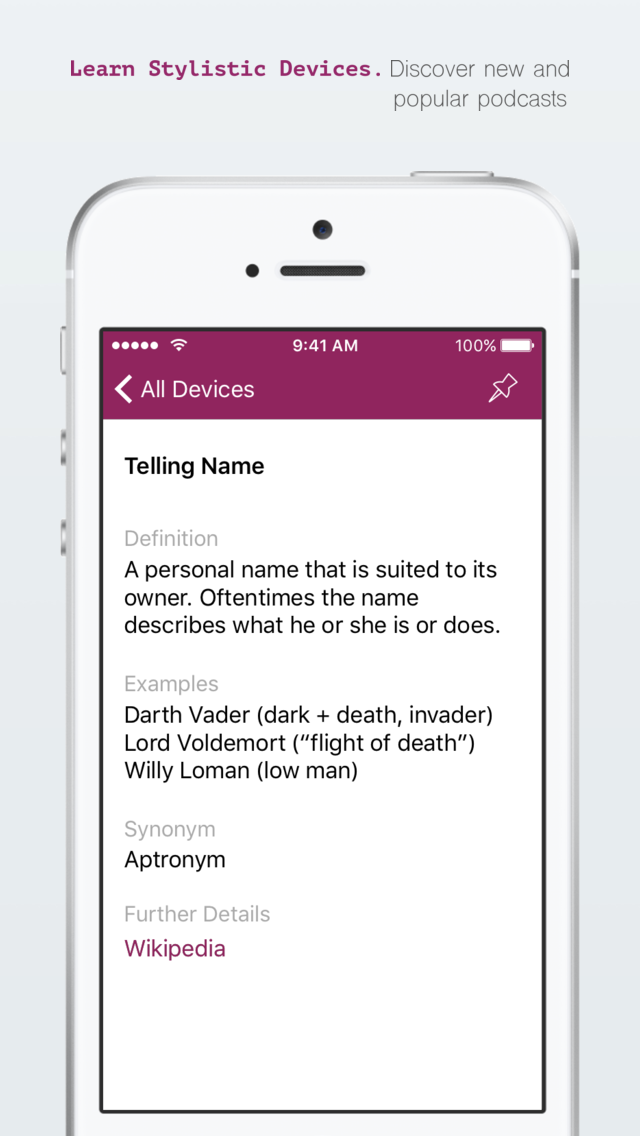 Learn Stylistic Devices. Discover new and
popular podcasts
9:41 AM
100%
All Devices
Telling Name
Definition
A personal name that is suited to its
owner. Oftentimes the name
describes what he or she is or does.
Examples
Darth Vader (dark + death, invader)
Lord Voldemort (“flight of death”)
Willy Loman (low man)
Synonym
Aptronym
Further Details
Wikipedia